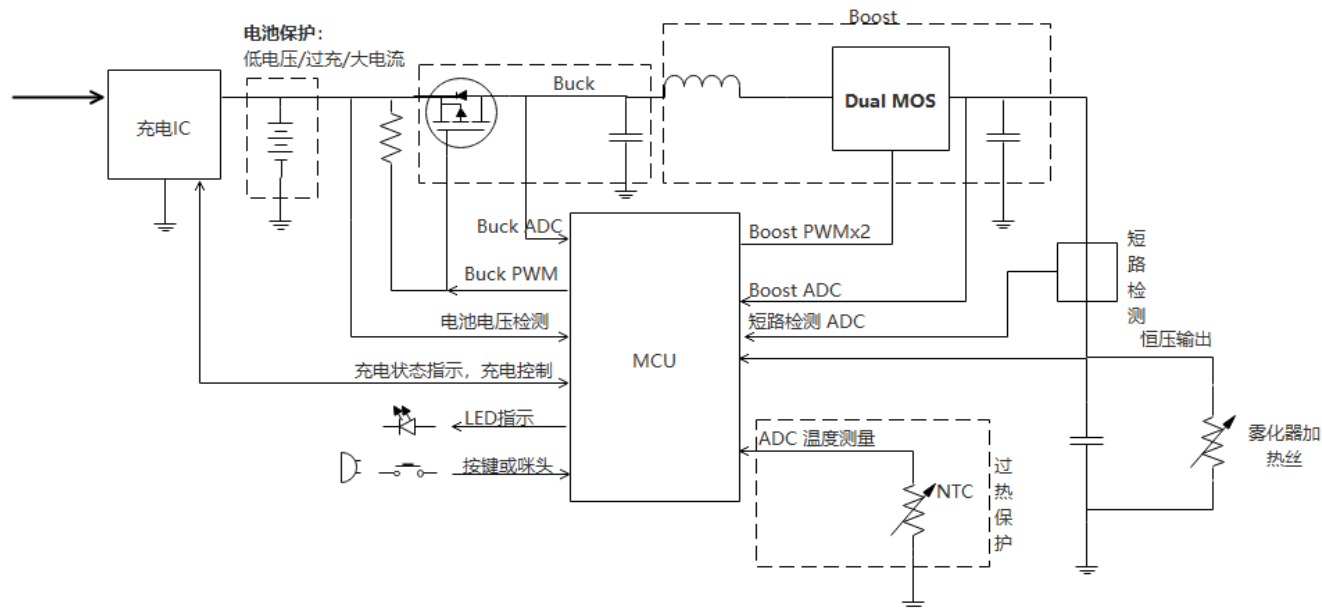 Boost
电池保护：
低电压/过充/大电流
Buck
Dual MOS
充电IC
Buck ADC
Boost PWMx2
短路检测
Buck PWM
Boost ADC
电池电压检测
短路检测 ADC
恒压输出
MCU
充电状态指示，充电控制
LED指示
ADC 温度测量
雾化器加
热丝
按键或咪头
NTC
过热保护